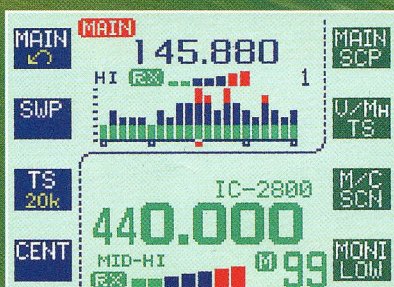 MAIN
MAIN
145.880
MAIN
SCP
HI RX 1
SWP
V/MH
TS
TS
20k
IC-2800
M/C
SCN
440.000
CENT
MID-HI M 99
MONI
LOW
RX